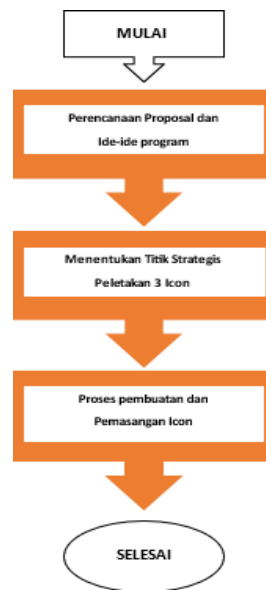 MULAI
Perencanaan Proposal dan
Ide-ide program
Menentukan Titik Strategis
Peletakan 3 Icon
Proses pembuatan dan
Pemasangan Icon
SELESAI